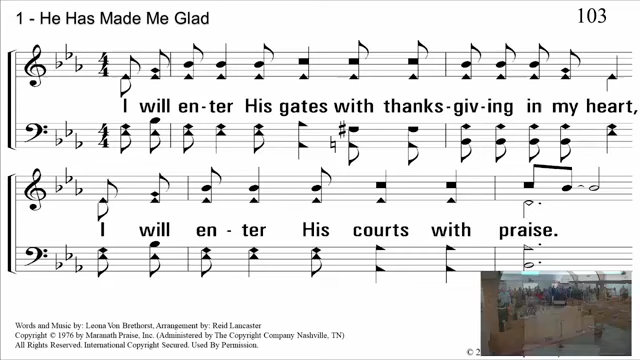 1 - He Has Made Me Glad
103
I will en-ter His gates with thanks-giv-ing in my heart,
I will en - ter His courts with praise.
Words and Music by: Leona Von Brethorst, Arrangement by: Reid Lancaster
Copyright © 1976 by Maranath Praise, Inc. (Administered by The Copyright Company Nashville, TN)
All Rights Reserved. International Copyright Secured. Used By Permission.
© 2